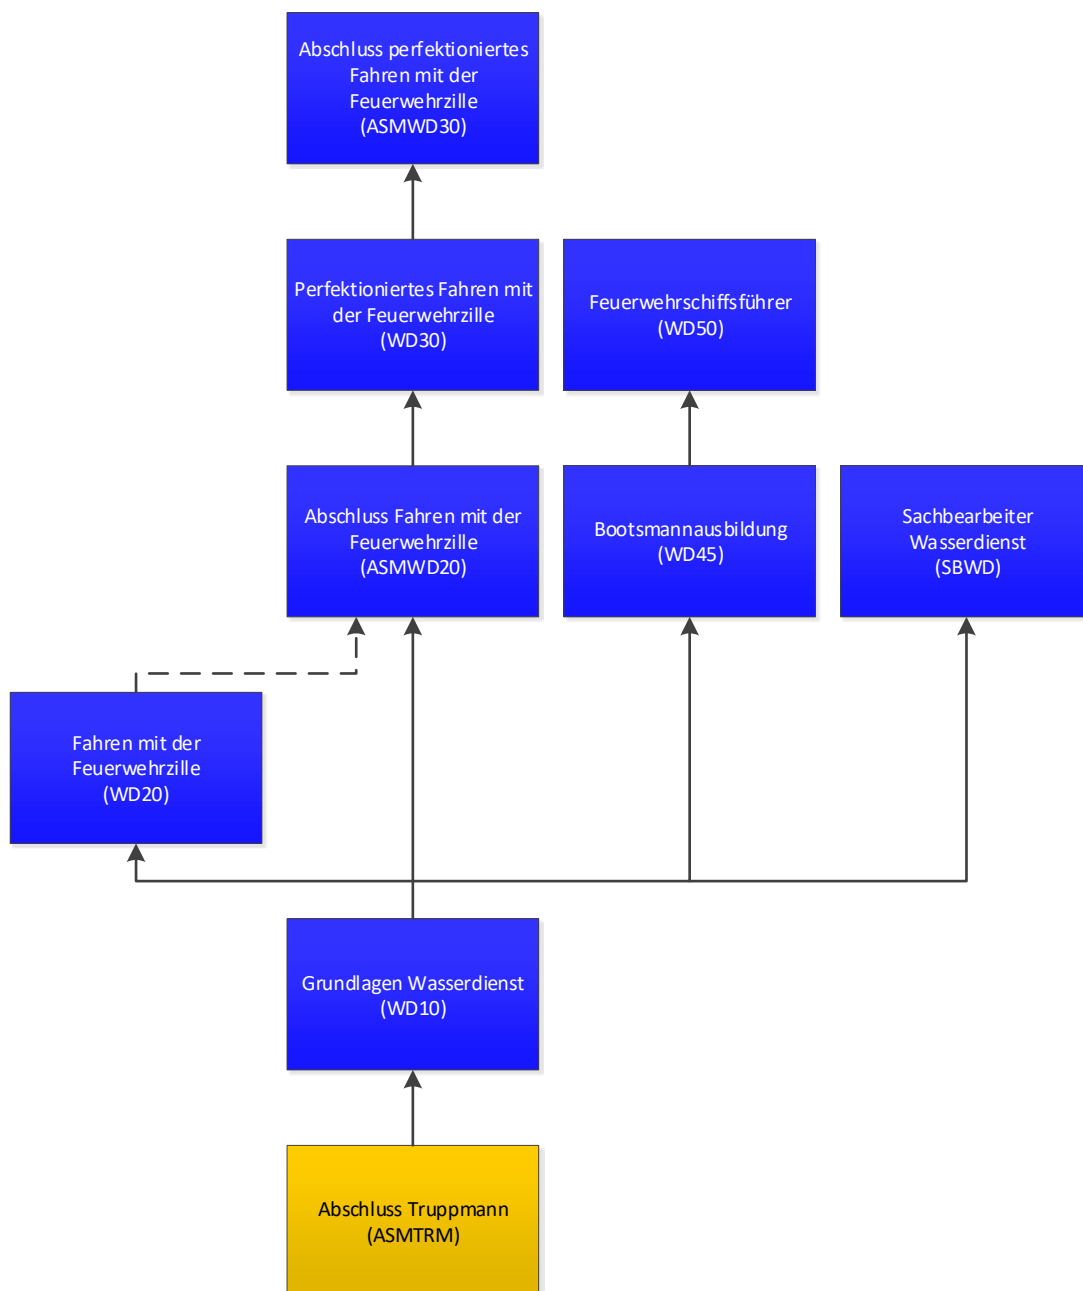 Abschluss perfektioniertes
Fahren mit der
Feuerwehrzille
(ASMWD30)
Perfektioniertes Fahren mit
der Feuerwehrzille
(WD30)
Feuerwehrschiffsführer
(WD50)
Abschluss Fahren mit der
Feuerwehrzille
(ASMWD20)
Bootsmannausbildung
(WD45)
Sachbearbeiter
Wasserdienst
(SBWD)
Fahren mit der
Feuerwehrzille
(WD20)
Grundlagen Wasserdienst
(WD10)
Abschluss Truppmann
(ASMTRM)